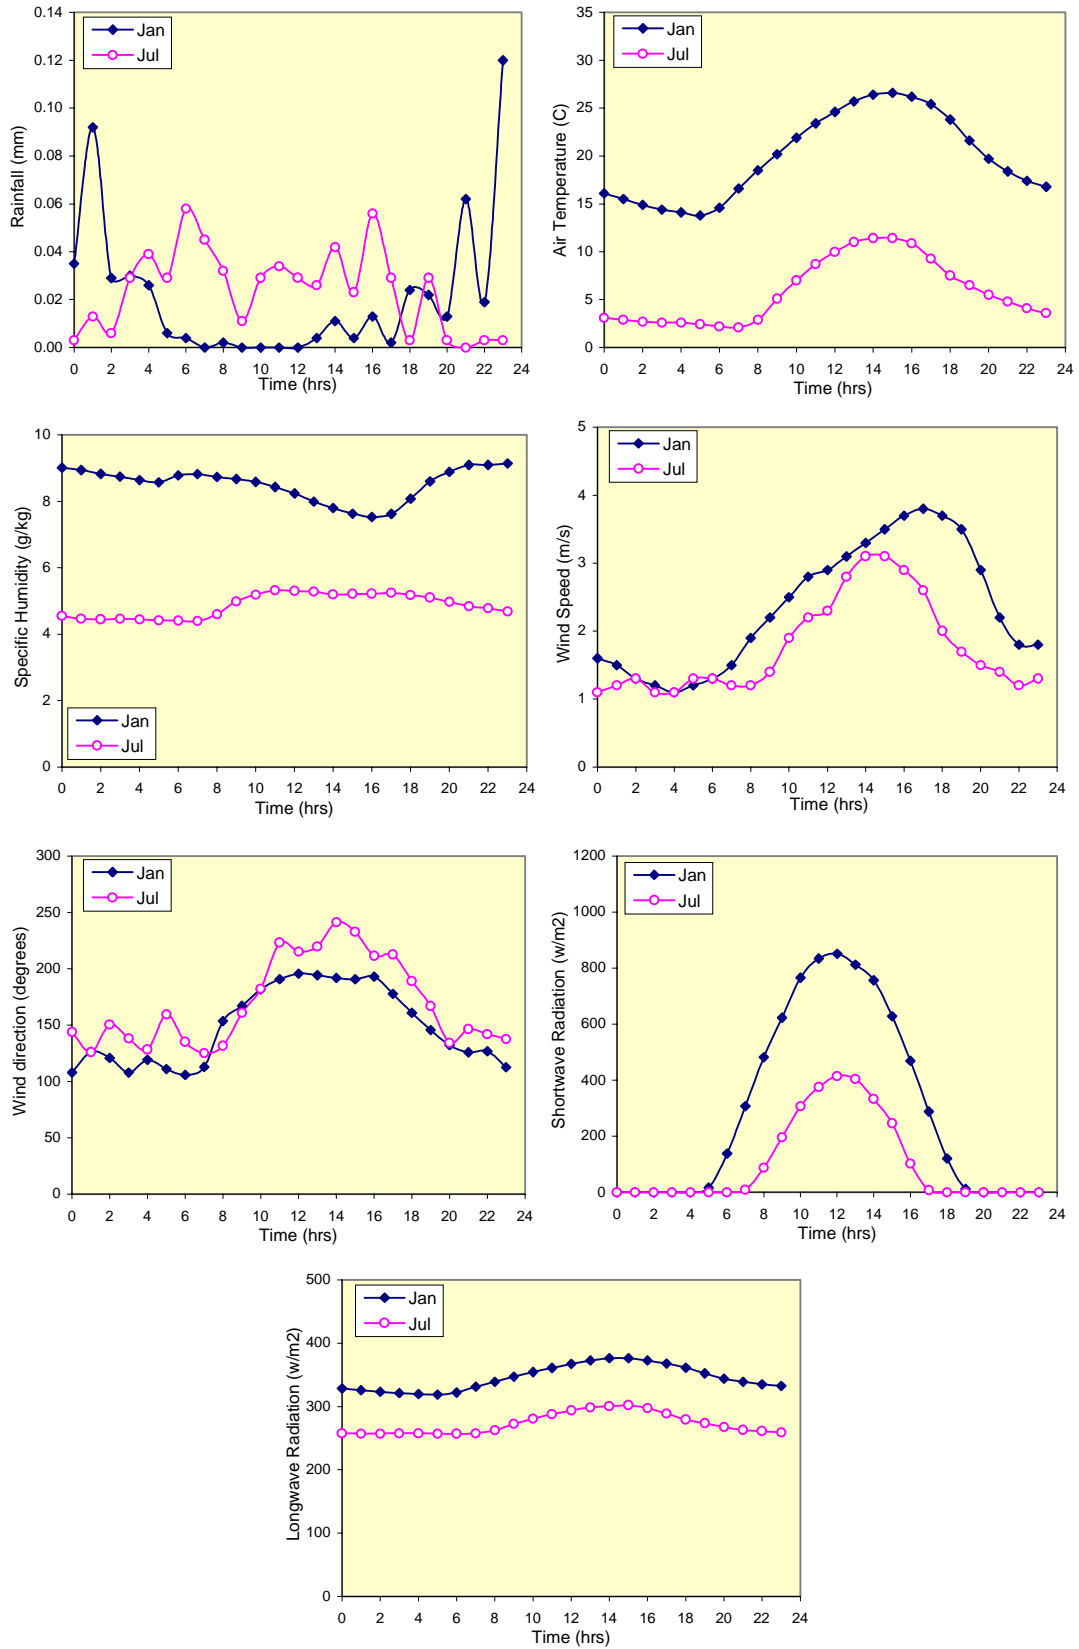 0.14
0.12
0.10
0.08
0.06
0.04
0.02
0.00
Rainfall (mm)
Jan
Jul
0 2 4 6 8 10 12 14 16 18 20 22 24
Time (hrs)
35
30
25
20
15
10
5
0
Air Temperature (C)
Jan
Jul
0 2 4 6 8 10 12 14 16 18 20 22 24
Time (hrs)
10
8
6
4
2
0
Specific Humidity (g/kg)
Jan
Jul
0 2 4 6 8 10 12 14 16 18 20 22 24
Time (hrs)
5
4
3
2
1
0
Wind Speed (m/s)
Jan
Jul
0 2 4 6 8 10 12 14 16 18 20 22 24
Time (hrs)
300
250
200
150
100
50
0
Wind direction (degrees)
Jan
Jul
0 2 4 6 8 10 12 14 16 18 20 22 24
Time (hrs)
1200
1000
800
600
400
200
0
Shortwave Radiation (w/m2)
Jan
Jul
0 2 4 6 8 10 12 14 16 18 20 22 24
Time (hrs)
500
400
300
200
100
0
Longwave Radiation (w/m2)
Jan
Jul
0 2 4 6 8 10 12 14 16 18 20 22 24
Time (hrs)